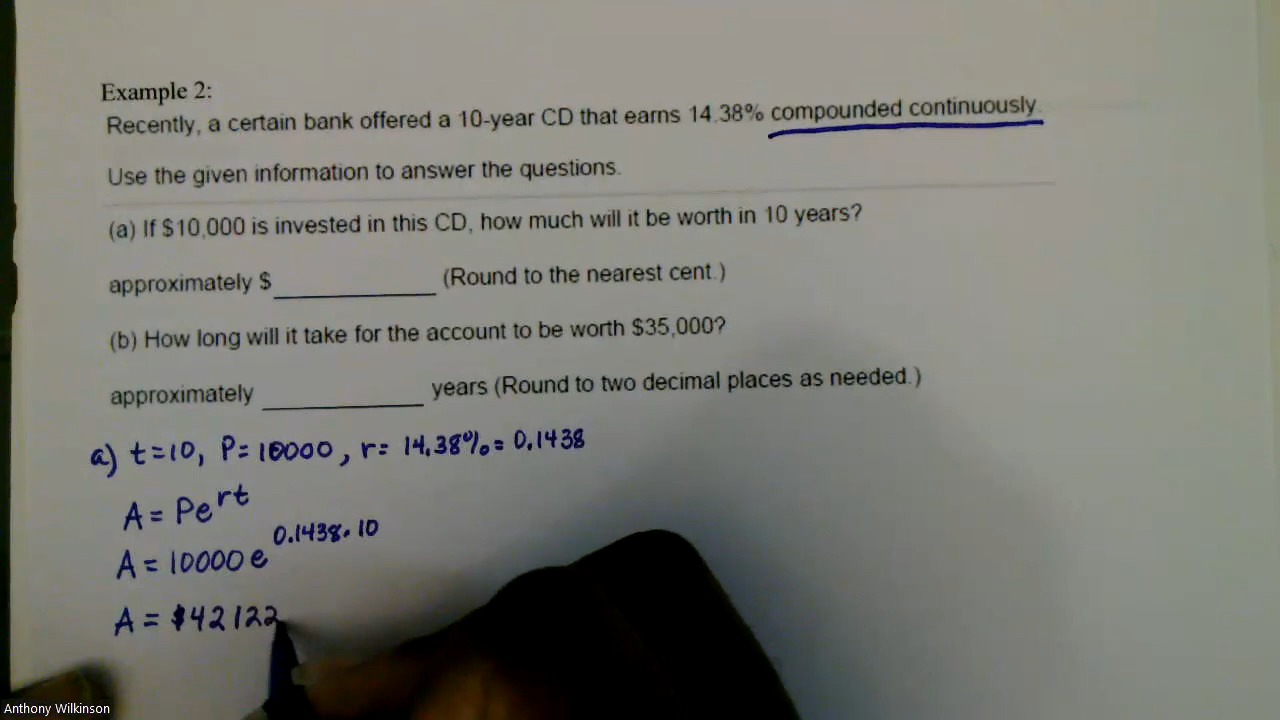 Example 2:
Recently, a certain bank offered a 10-year CD that earns 14.38% compounded continuously.
Use the given information to answer the questions.
(a) If $10,000 is invested in this CD, how much will it be worth in 10 years?
approximately $__________ (Round to the nearest cent.)
(b) How long will it take for the account to be worth $35,000?
approximately __________ years (Round to two decimal places as needed.)
a) t=10, P=10000, r= 14.38%= 0.1438
A= Pe^rt
A= 10000e^0.1438·10
A= $42122
Anthony Wilkinson